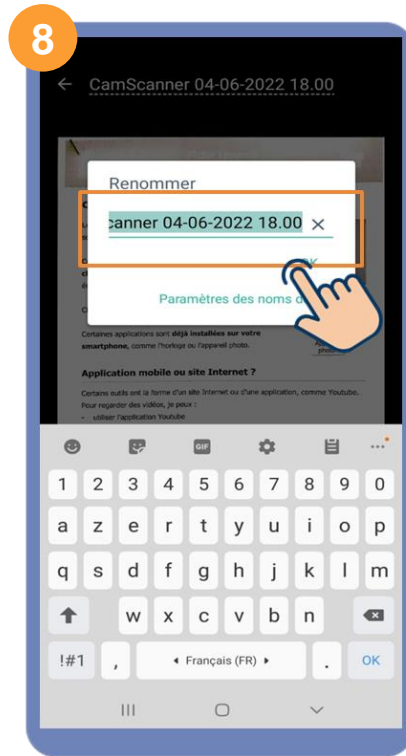 8
← CamScanner 04-06-2022 18.00
Renommer
canner 04-06-2022 18.00 ×
OK
Paramètres des noms d
Certaines applications sont déjà installées sur votre
smartphone, comme l'horloge ou l'appareil photo.
Application mobile ou site Internet ?
Certains outils ont la forme d'un site Internet ou d'une application, comme Youtube.
Pour regarder des vidéos, je peux :
- utiliser l'application Youtube
GIF
1 2 3 4 5 6 7 8 9 0
a z e r t y u i o p
q s d f g h j k l m
w x c v b n
!#1 , Français (FR) . OK